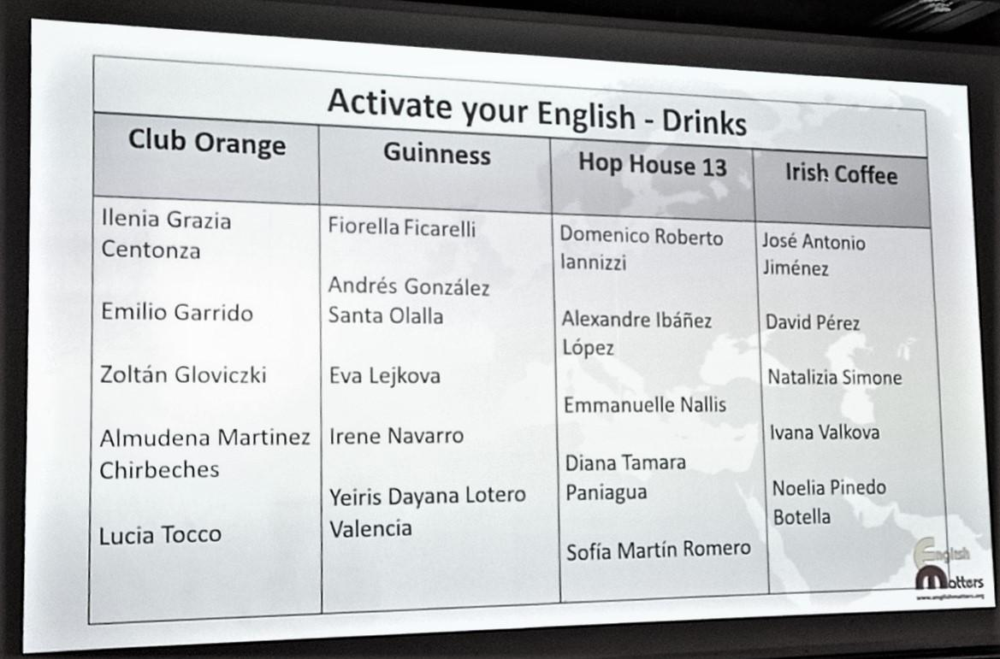 Activate your English - Drinks
Club Orange
Guinness
Hop House 13
Irish Coffee
Ilenia Grazia
Centonza
Emilio Garrido
Zoltán Gloviczki
Almudena Martinez
Chirbeches
Lucia Tocco
Fiorella Ficarelli
Andrés González
Santa Olalla
Eva Lejkova
Irene Navarro
Yeiris Dayana Lotero
Valencia
Domenico Roberto
Iannizzi
Alexandre Ibáñez
López
Emmanuelle Nallis
Diana Tamara
Paniagua
Sofía Martín Romero
José Antonio
Jiménez
David Pérez
Natalizia Simone
Ivana Valkova
Noelia Pinedo
Botella
English
Matters
www.englishmatters.org